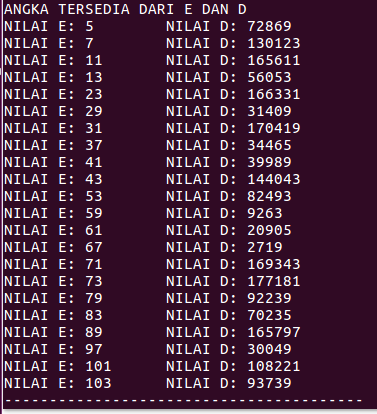 ANGKA TERSEDIA DARI E DAN D
NILAI E: 5 NILAI D: 72869
NILAI E: 7 NILAI D: 130123
NILAI E: 11 NILAI D: 165611
NILAI E: 13 NILAI D: 56053
NILAI E: 23 NILAI D: 166331
NILAI E: 29 NILAI D: 31409
NILAI E: 31 NILAI D: 170419
NILAI E: 37 NILAI D: 34465
NILAI E: 41 NILAI D: 39989
NILAI E: 43 NILAI D: 144043
NILAI E: 53 NILAI D: 82493
NILAI E: 59 NILAI D: 9263
NILAI E: 61 NILAI D: 20905
NILAI E: 67 NILAI D: 2719
NILAI E: 71 NILAI D: 169343
NILAI E: 73 NILAI D: 177181
NILAI E: 79 NILAI D: 92239
NILAI E: 83 NILAI D: 70235
NILAI E: 89 NILAI D: 165797
NILAI E: 97 NILAI D: 30049
NILAI E: 101 NILAI D: 108221
NILAI E: 103 NILAI D: 93739
----------------------------------------